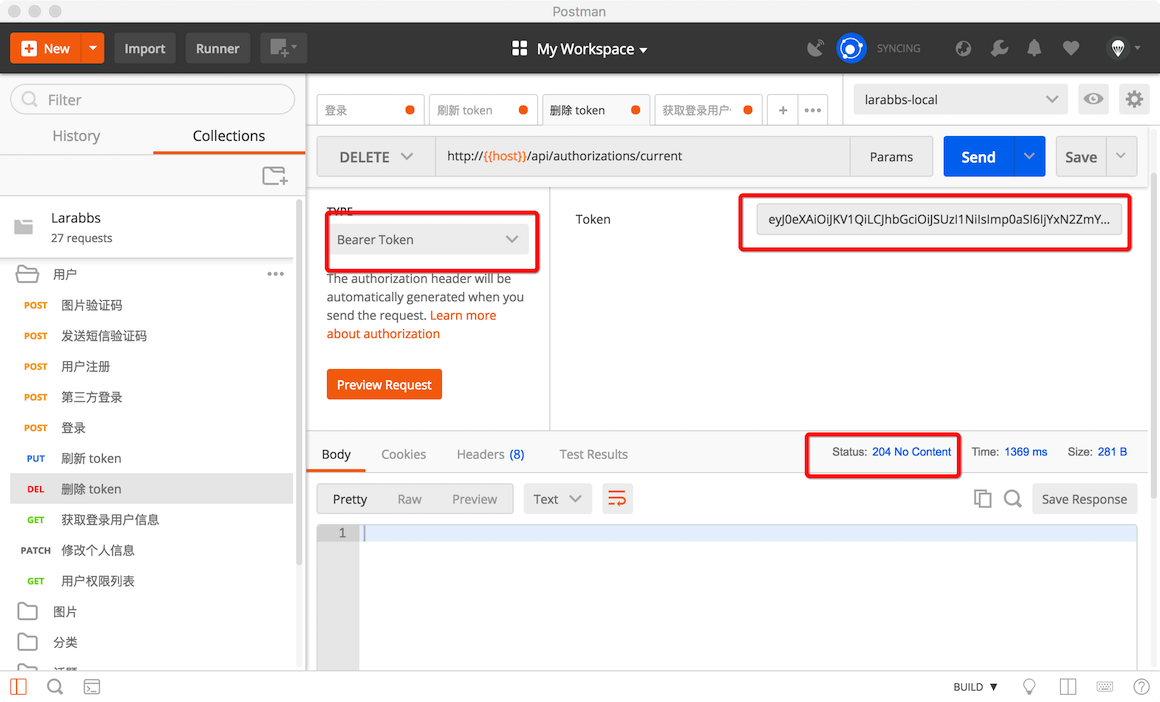 Postman
New
Import
Runner
My Workspace
SYNCING
Filter
History
Collections
Larabbs
27 requests
用户
POST 图片验证码
POST 发送短信验证码
POST 用户注册
POST 第三方登录
POST 登录
PUT 刷新 token
DEL 删除 token
GET 获取登录用户信息
PATCH 修改个人信息
GET 用户权限列表
图片
分类
登录
刷新 token
删除 token
获取登录用户
larabbs-local
DELETE
http://{{host}}/api/authorizations/current
Params
Send
Save
TYPE
Bearer Token
The authorization header will be
automatically generated when you
send the request. Learn more
about authorization
Preview Request
Token
eyJ0eXAiOiJKV1QiLCJhbGciOiJSUzI1NiIsImp0aSI6IjYxN2ZmY...
Body
Cookies
Headers (8)
Test Results
Status: 204 No Content
Time: 1369 ms
Size: 281 B
Pretty
Raw
Preview
Text
Save Response
1
BUILD